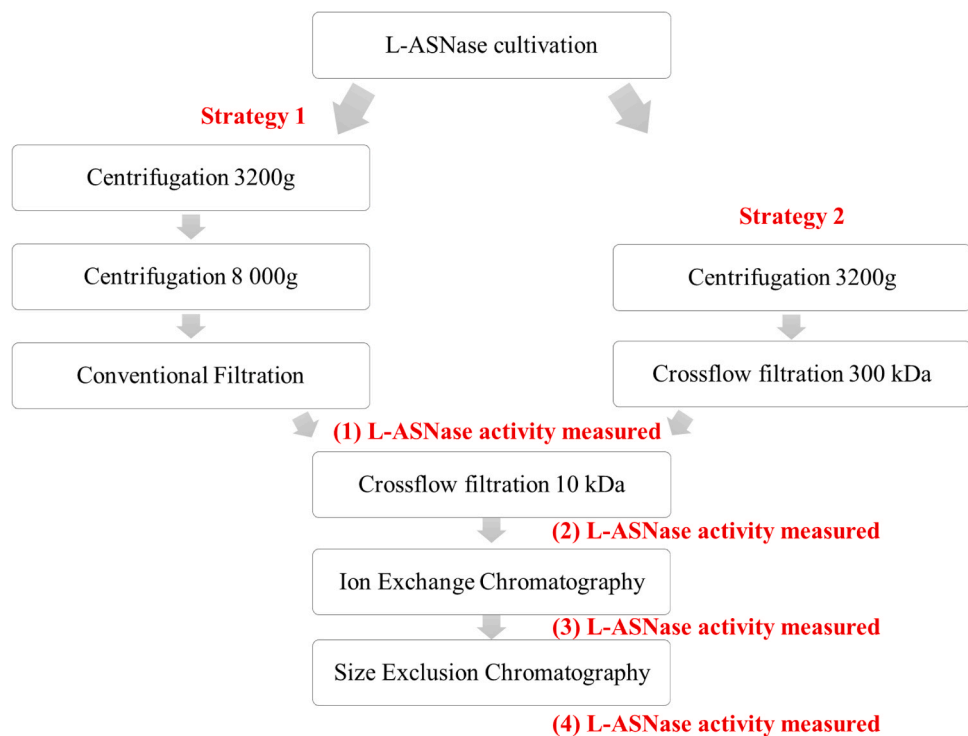 L-ASNase cultivation
Strategy 1
Centrifugation 3200g
Centrifugation 8 000g
Conventional Filtration
Strategy 2
Centrifugation 3200g
Crossflow filtration 300 kDa
(1) L-ASNase activity measured
Crossflow filtration 10 kDa
(2) L-ASNase activity measured
Ion Exchange Chromatography
(3) L-ASNase activity measured
Size Exclusion Chromatography
(4) L-ASNase activity measured